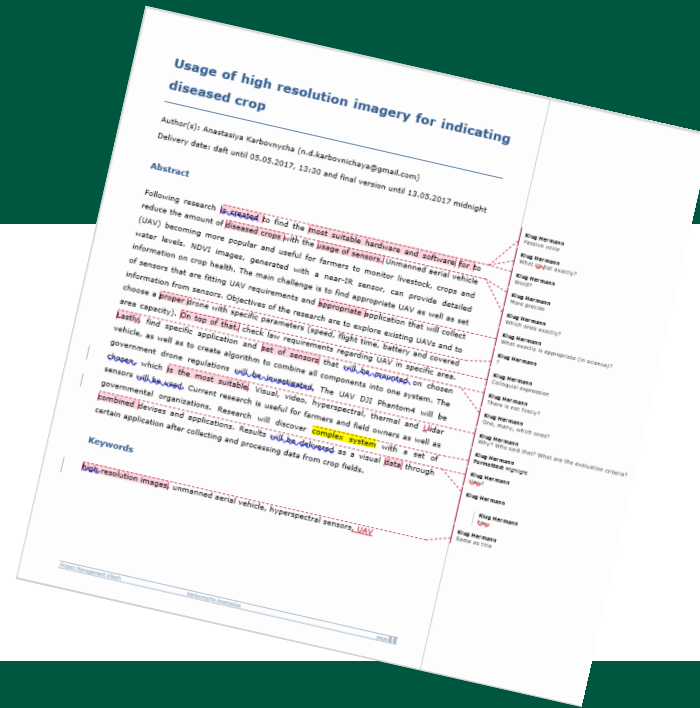 Usage of high resolution imagery for indicating
diseased crop
Author(s): Anastasiya Karbovnycha (n.d.karbovnichaya@gmail.com)
Delivery date: daft until 05.05.2017, 13:30 and final version until 13.05.2017 midnight
Abstract
Following research is created to find the most suitable hardware and software for to
reduce the amount of diseased crops with the usage of sensors. Unmanned aerial vehicle
(UAV) becoming more popular and useful for farmers to monitor livestock, crops and
water levels. NDVI images, generated with a near-IR sensor, can provide detailed
information on crop health. The main challenge is to find appropriate UAV as well as set
of sensors that are fitting UAV requirements and appropriate application that will collect
information from sensors. Objectives of the research are to explore existing UAVs and to
choose a proper drone with specific parameters (speed, flight time, battery and covered
area capacity). On top of that, check law requirements regarding UAV in specific area.
Lastly, find specific application and set of sensors that will be mounted on chosen
vehicle, as well as to create algorithm to combine all components into one system. The
government drone regulations will be investigated. The UAV DJI Phantom4 will be
chosen, which is the most suitable. Visual, video, hyperspectral, thermal and Lidar
sensors will be used. Current research is useful for farmers and field owners as well as
governmental organizations. Research will discover complex system with a set of
combined devises and applications. Results will be delivered as a visual data through
certain application after collecting and processing data from crop fields.
Keywords
high resolution images, unmanned aerial vehicle, hyperspectral sensors, UAV
Klug Hermann
Passive voice
Klug Hermann
What exactly?
Klug Hermann
Word?
Klug Hermann
More precise
Klug Hermann
Which ones exactly?
Klug Hermann
What exactly is appropriate (in science)?
Klug Hermann
?
Klug Hermann
Colloquial expression
Klug Hermann
There is not firstly?
Klug Hermann
One, many, which ones?
Klug Hermann
Why? Who said that? What are the evaluation criteria?
Klug Hermann
Formatted: Highlight
Klug Hermann
Klug Hermann
Klug Hermann
Klug Hermann
Same as title
Karbovnycha Anastasiya
page